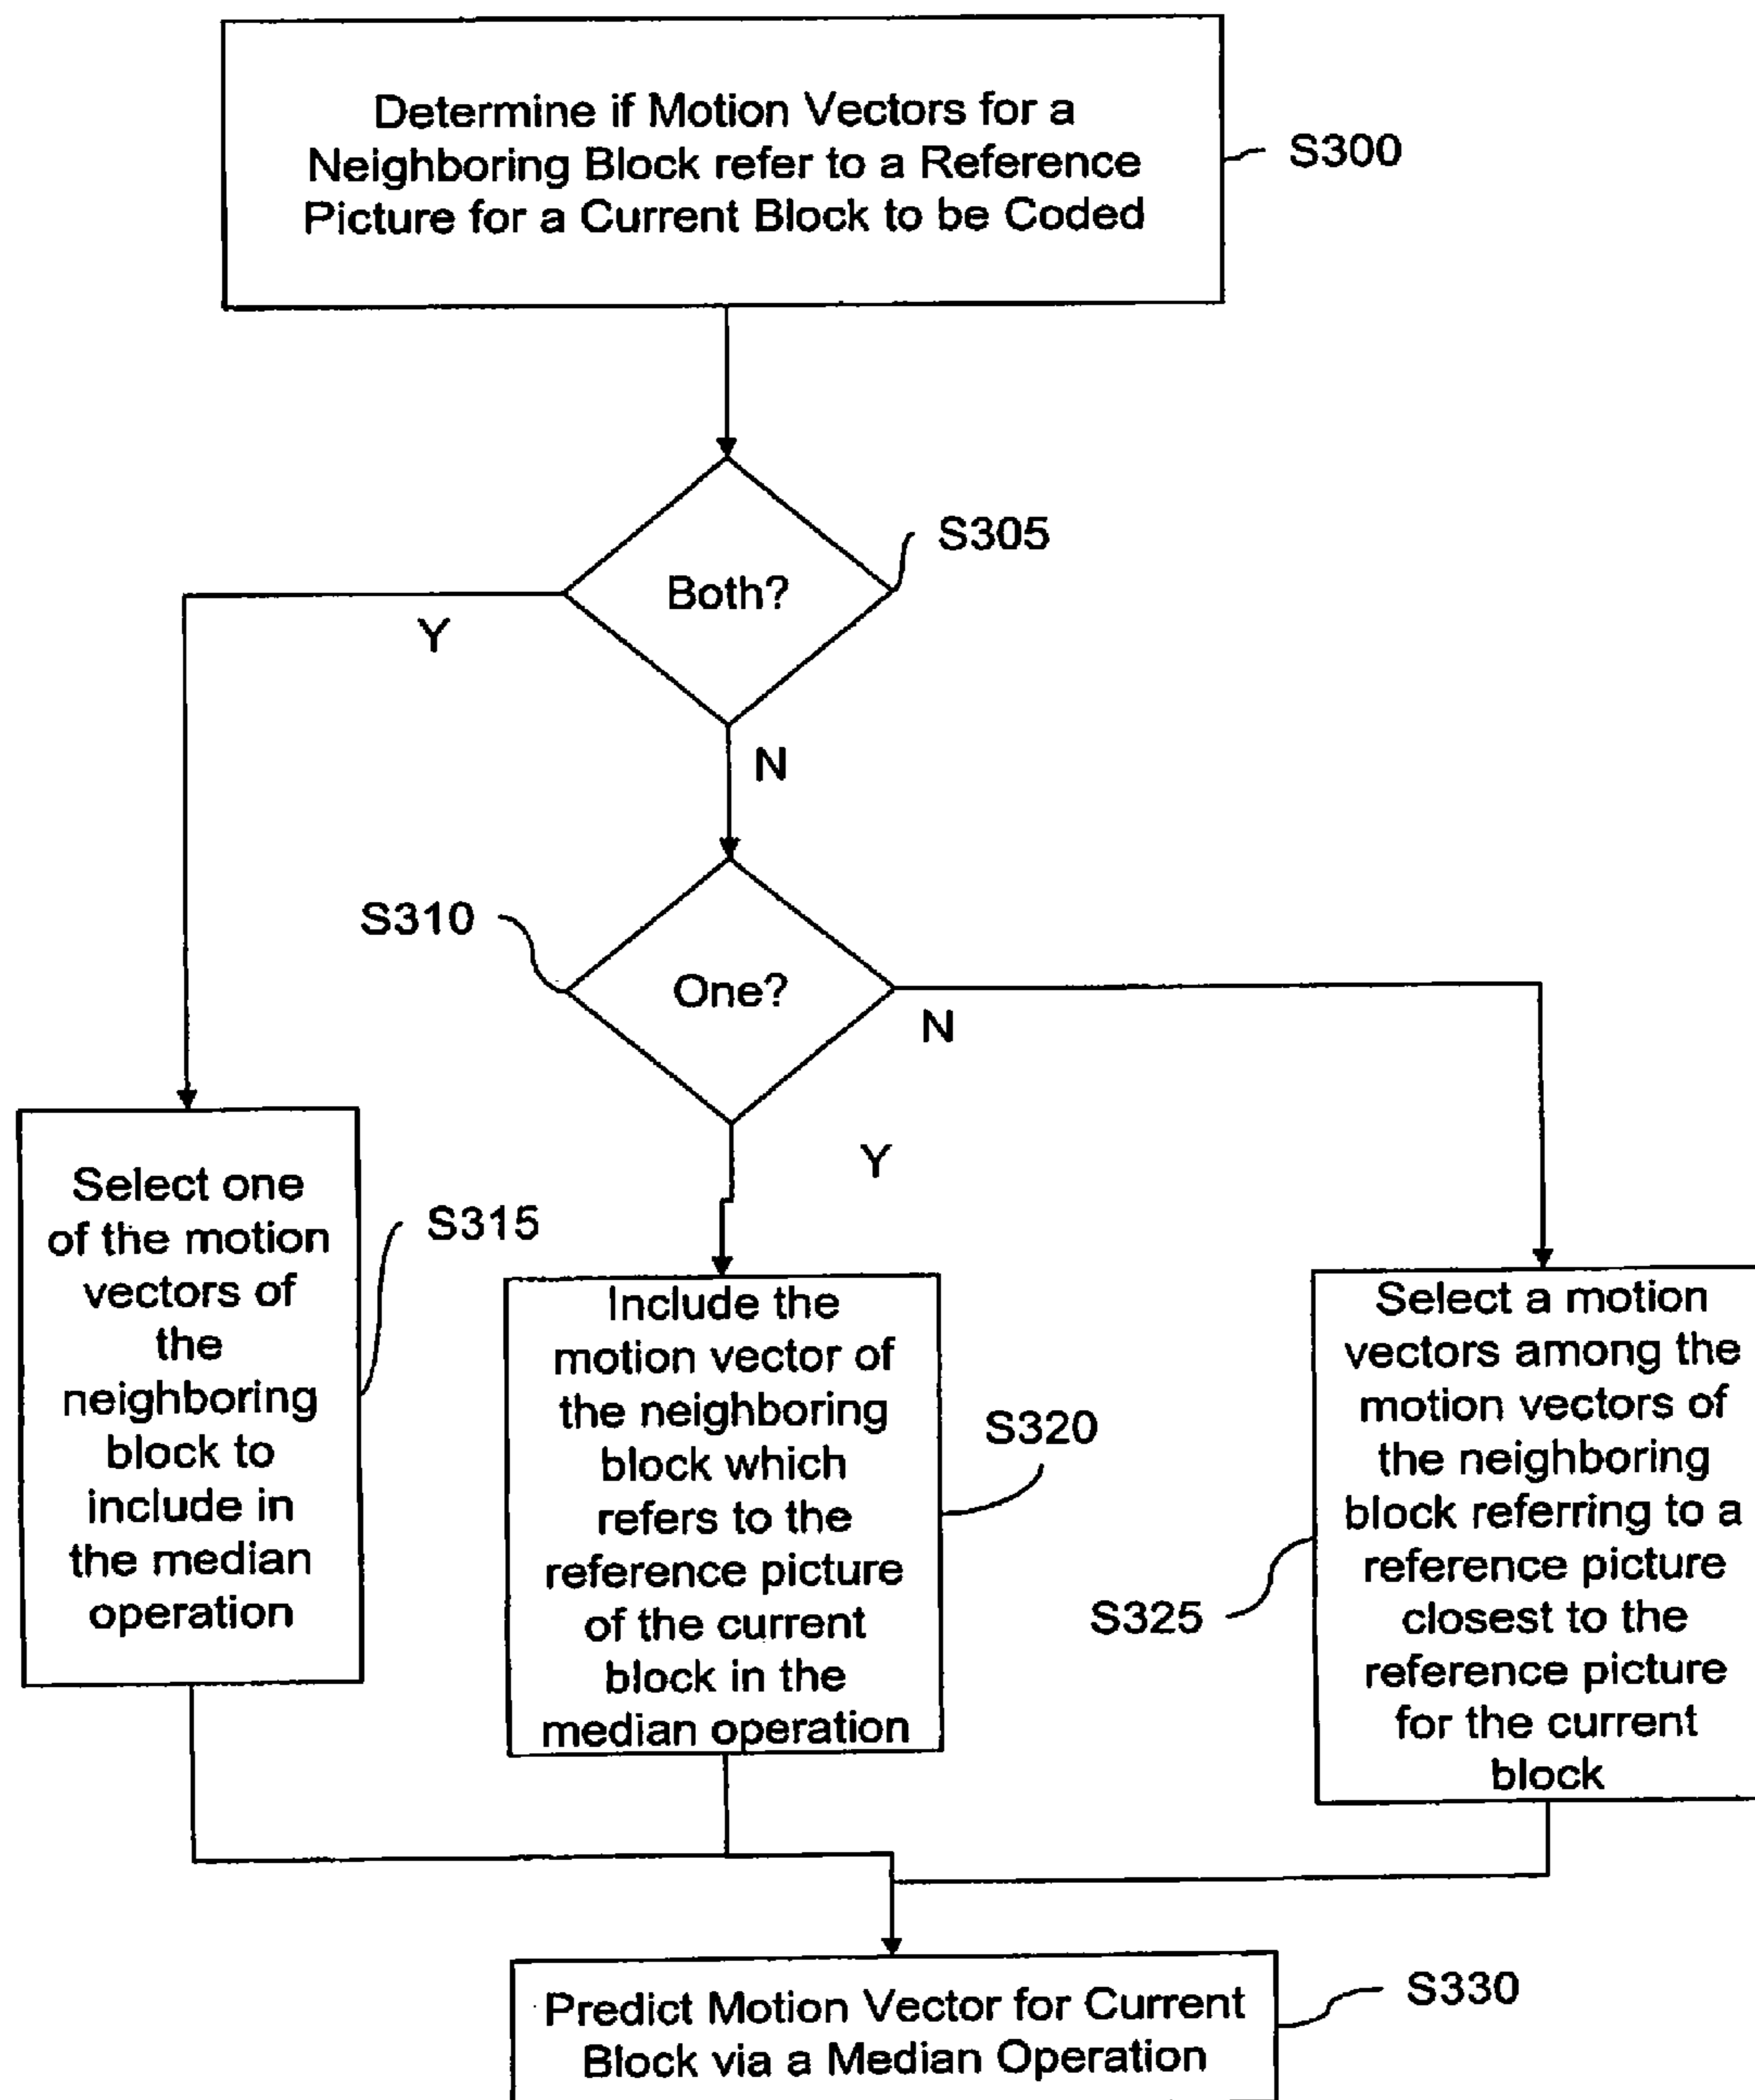 Determine if Motion Vectors for a
Neighboring Block refer to a Reference
Picture for a Current Block to be Coded
S300
S305
Both?
Y
N
S310
One?
N
Y
Select one
of the motion
vectors of
the
neighboring
block to
include in
the median
operation
S315
Include the
motion vector of
the neighboring
block which
refers to the
reference picture
of the current
block in the
median operation
S320
Select a motion
vectors among the
motion vectors of
the neighboring
block referring to a
reference picture
closest to the
reference picture
for the current
block
S325
Predict Motion Vector for Current
Block via a Median Operation
S330